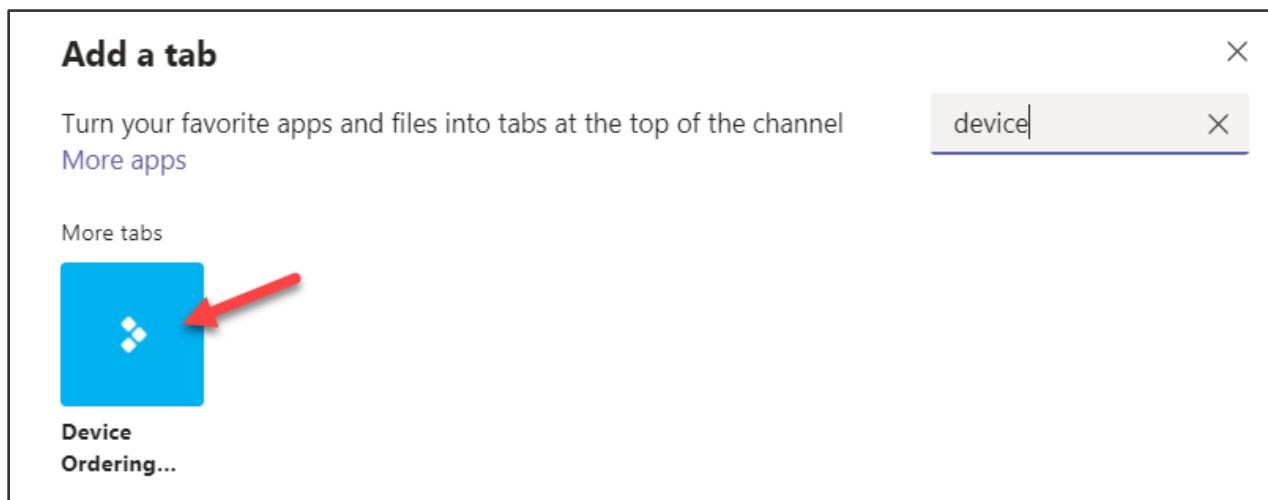 Add a tab
Turn your favorite apps and files into tabs at the top of the channel
More apps
device
More tabs
Device
Ordering...